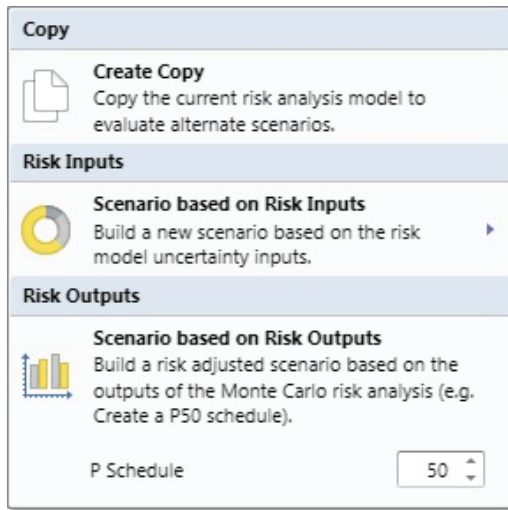 Copy
Create Copy
Copy the current risk analysis model to
evaluate alternate scenarios.
Risk Inputs
Scenario based on Risk Inputs
Build a new scenario based on the risk
model uncertainty inputs.
Risk Outputs
Scenario based on Risk Outputs
Build a risk adjusted scenario based on the
outputs of the Monte Carlo risk analysis (e.g.
Create a P50 schedule).
P Schedule 50